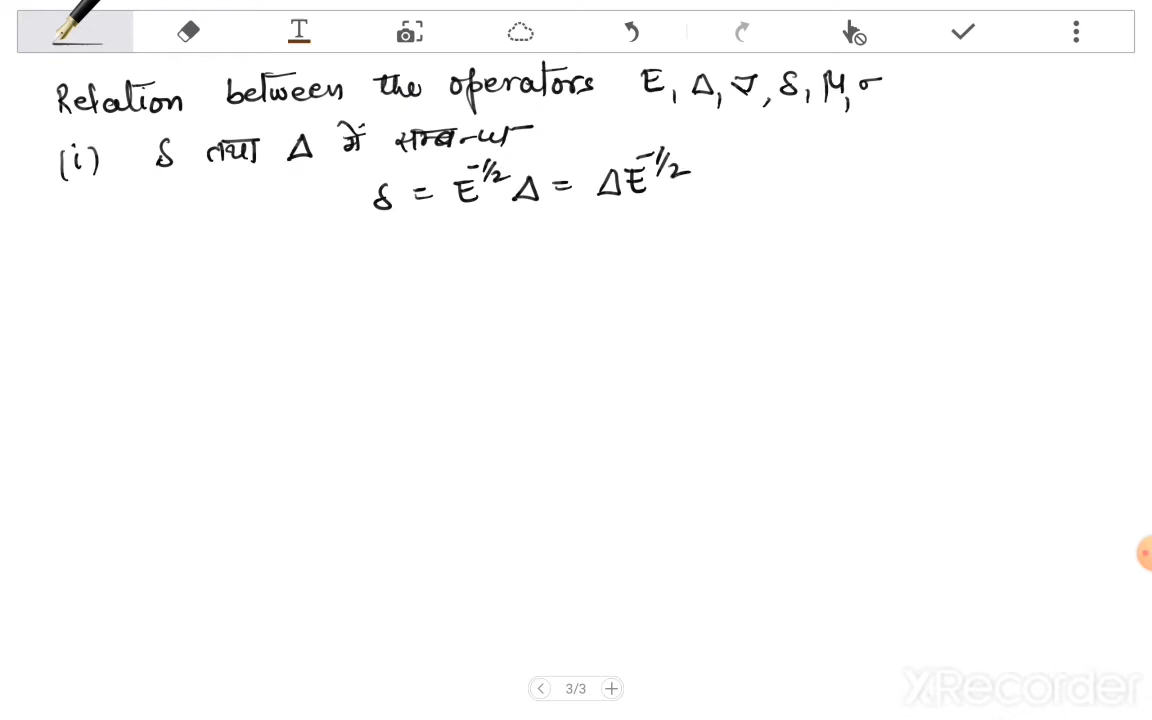 T
Relation between the operators E, Δ, ∇, δ, μ, σ
(i) δ तथा Δ में सम्बन्ध
δ = E^{-1/2} Δ = Δ E^{-1/2}
3/3
XRecorder